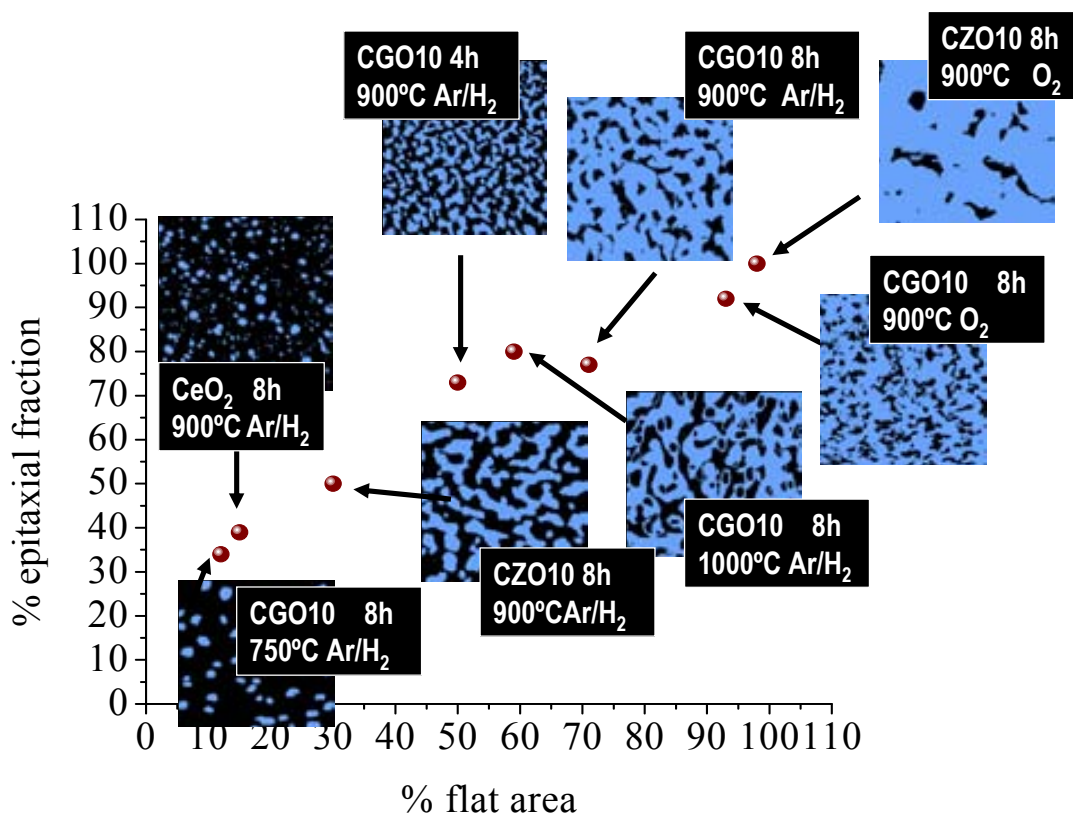 CGO10 4h
900ºC Ar/H2
CGO10 8h
900ºC Ar/H2
CZO10 8h
900ºC O2
CGO10 8h
900ºC O2
CeO2 8h
900ºC Ar/H2
CGO10 8h
750ºC Ar/H2
CZO10 8h
900ºCAr/H2
CGO10 8h
1000ºC Ar/H2
% epitaxial fraction
110
100
90
80
70
60
50
40
30
20
10
0
0 10 20 30 40 50 60 70 80 90 100 110
% flat area